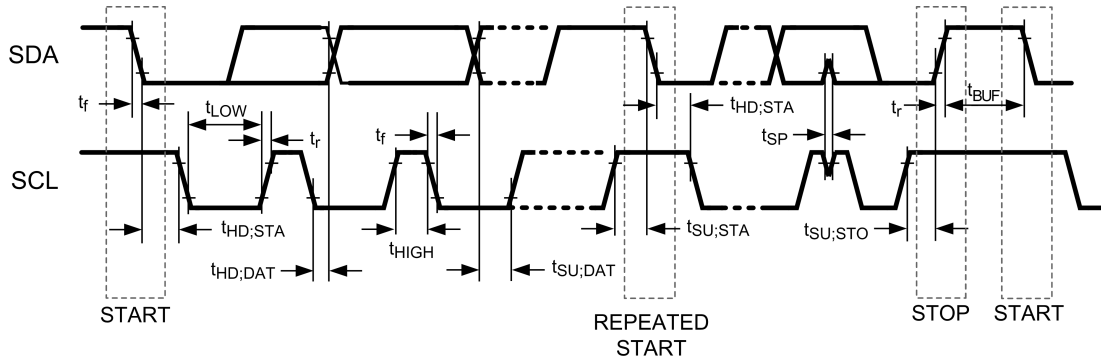 SDA
t_f
t_LOW
t_r
t_f
t_HD;STA
t_SP
t_r
t_BUF
SCL
t_HD;STA
t_HD;DAT
t_HIGH
t_SU;DAT
t_SU;STA
t_SU;STO
START
REPEATED
START
STOP
START